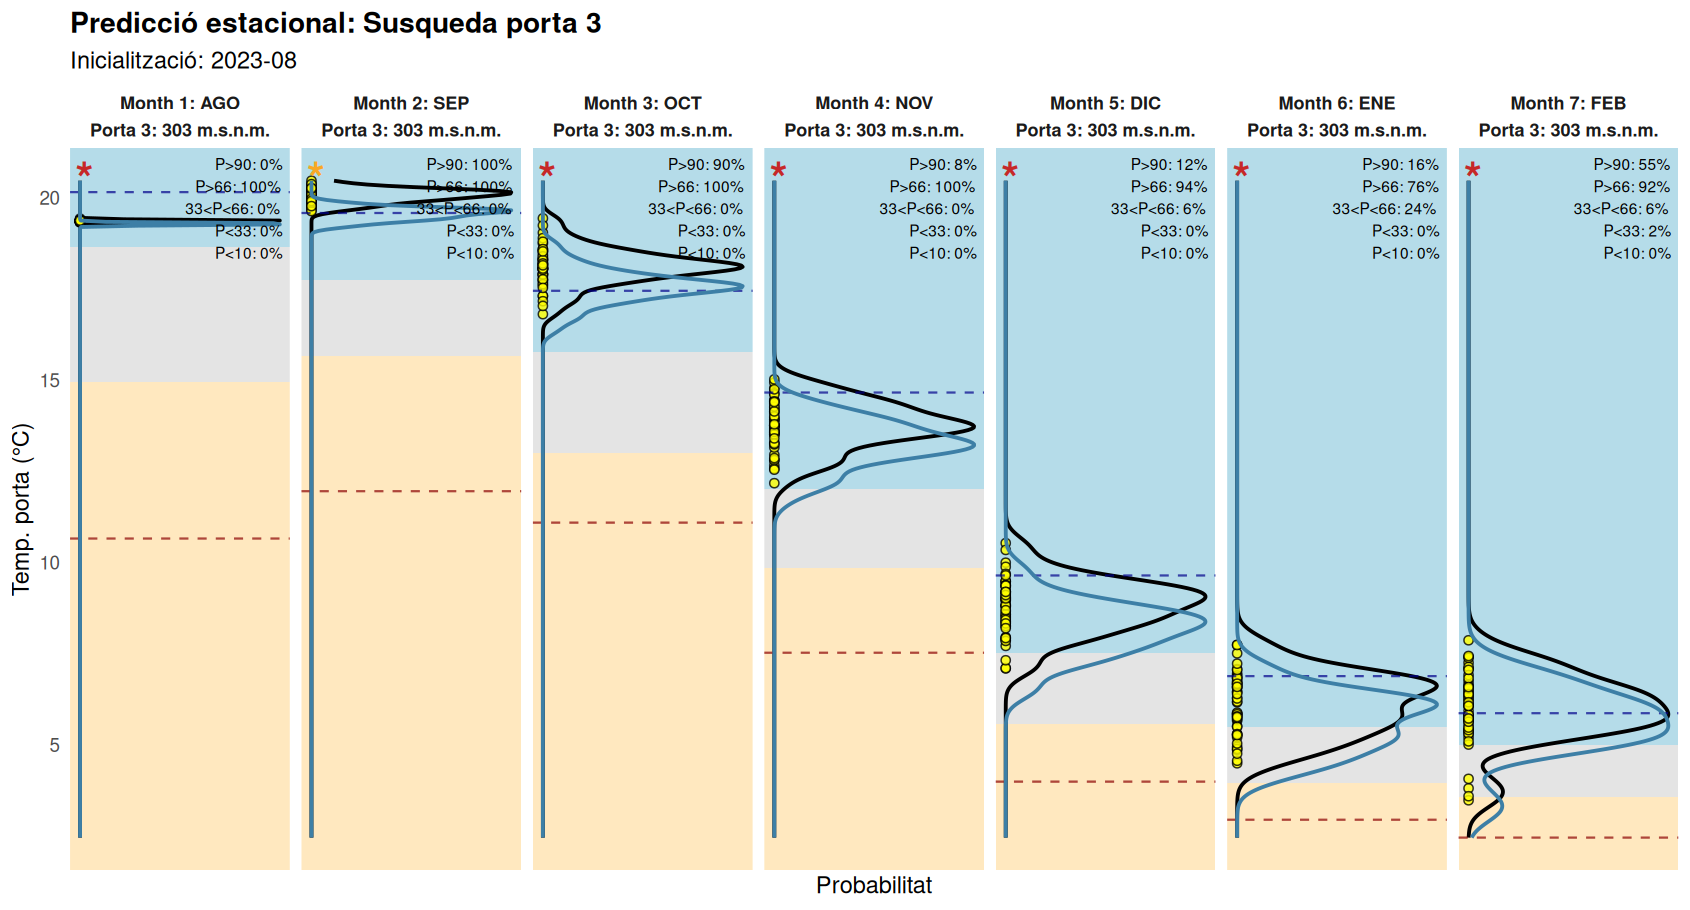 Predicció estacional: Susqueda porta 3
Inicialització: 2023-08
Month 1: AGO
Porta 3: 303 m.s.n.m.
Month 2: SEP
Porta 3: 303 m.s.n.m.
Month 3: OCT
Porta 3: 303 m.s.n.m.
Month 4: NOV
Porta 3: 303 m.s.n.m.
Month 5: DIC
Porta 3: 303 m.s.n.m.
Month 6: ENE
Porta 3: 303 m.s.n.m.
Month 7: FEB
Porta 3: 303 m.s.n.m.
*
P>90: 0%
P>66: 100%
33<P<66: 0%
P<33: 0%
P<10: 0%
*
P>90: 100%
P>66: 100%
33<P<66: 0%
P<33: 0%
P<10: 0%
*
P>90: 90%
P>66: 100%
33<P<66: 0%
P<33: 0%
P<10: 0%
*
P>90: 8%
P>66: 100%
33<P<66: 0%
P<33: 0%
P<10: 0%
*
P>90: 12%
P>66: 94%
33<P<66: 6%
P<33: 0%
P<10: 0%
*
P>90: 16%
P>66: 76%
33<P<66: 24%
P<33: 0%
P<10: 0%
*
P>90: 55%
P>66: 92%
33<P<66: 6%
P<33: 2%
P<10: 0%
20
15
10
5
Temp. porta (°C)
Probabilitat